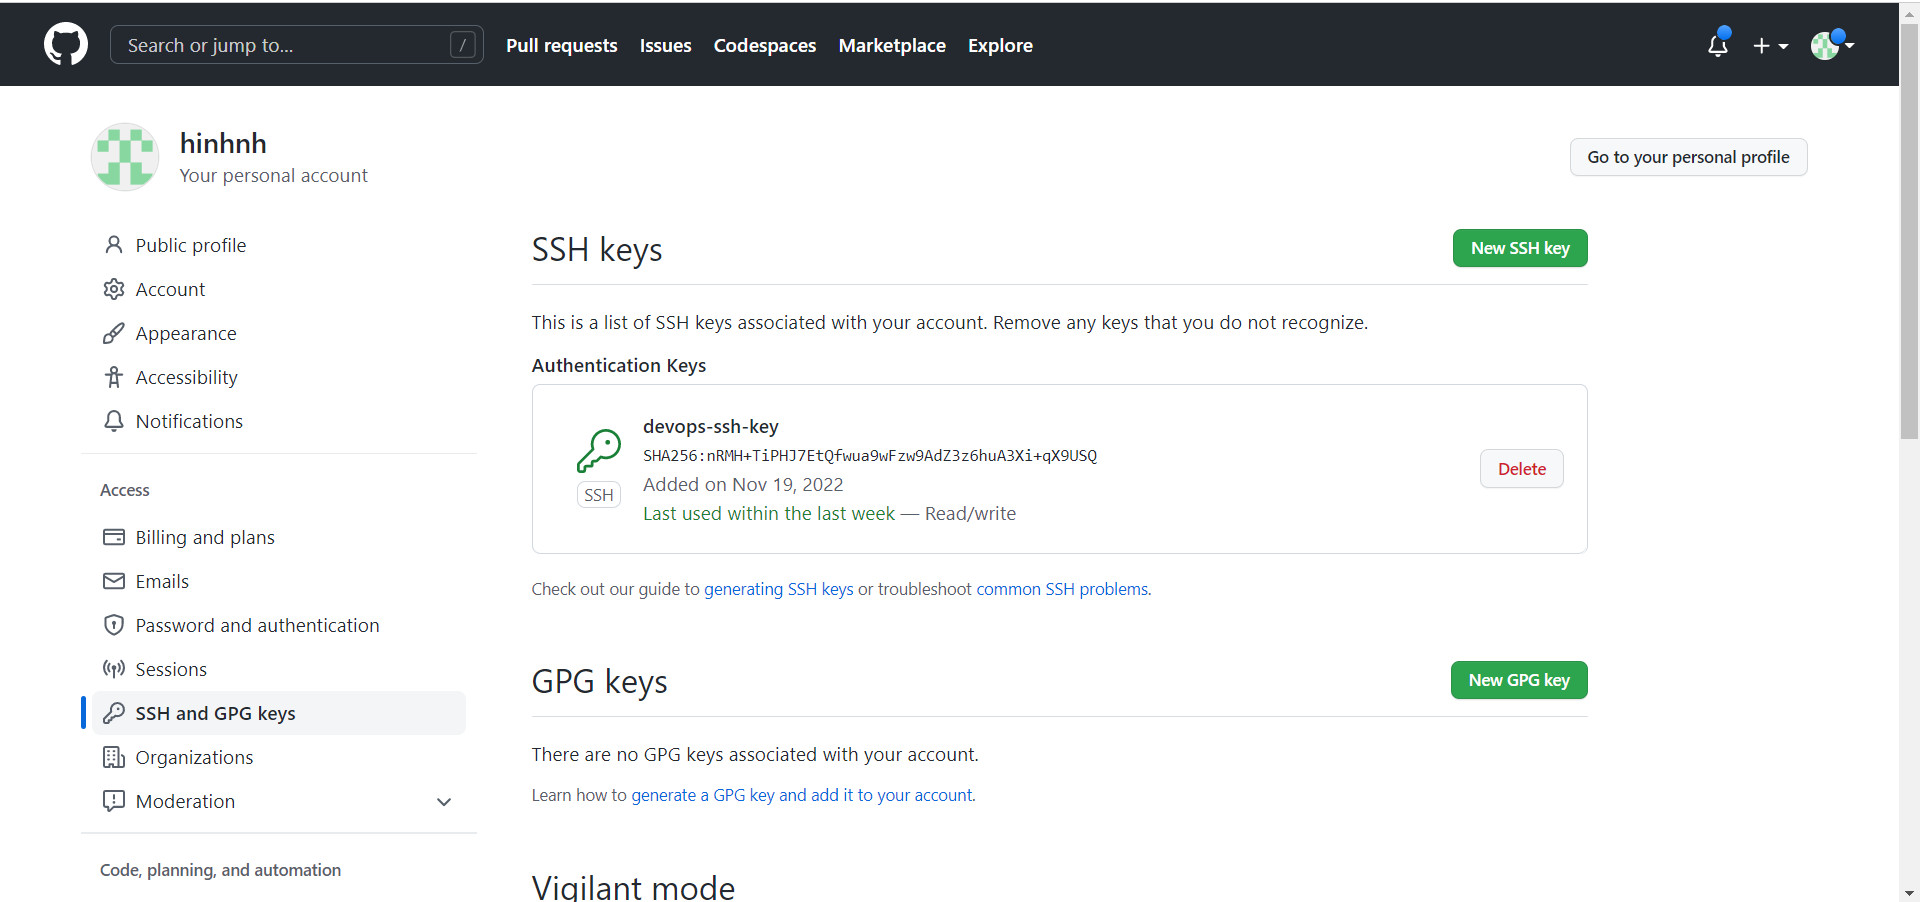 Search or jump to... /
Pull requests Issues Codespaces Marketplace Explore
hinhnh
Your personal account
Go to your personal profile
Public profile
Account
Appearance
Accessibility
Notifications
Access
Billing and plans
Emails
Password and authentication
Sessions
SSH and GPG keys
Organizations
Moderation
Code, planning, and automation
SSH keys
New SSH key
This is a list of SSH keys associated with your account. Remove any keys that you do not recognize.
Authentication Keys
SSH
devops-ssh-key
SHA256:nRMH+TiPHJ7EtQfwua9wFzw9AdZ3z6huA3Xi+qX9USQ
Added on Nov 19, 2022
Last used within the last week — Read/write
Delete
Check out our guide to generating SSH keys or troubleshoot common SSH problems.
GPG keys
New GPG key
There are no GPG keys associated with your account.
Learn how to generate a GPG key and add it to your account.
Vigilant mode